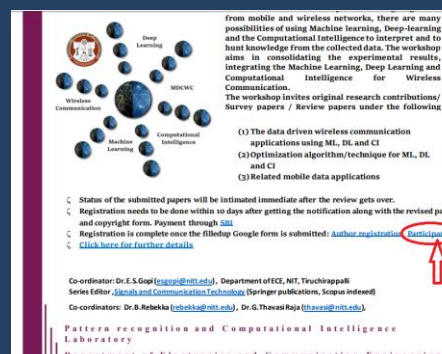 from mobile and wireless networks, there are many
possibilities of using Machine learning, Deep-learning
and the Computational Intelligence to interpret and to
hunt knowledge from the collected data. The workshop
aims in consolidating the experimental results,
integrating the Machine Learning, Deep Learning and
Computational Intelligence for Wireless
Communication.
The workshop invites original research contributions/
Survey papers / Review papers under the following
Deep
Learning
MDCWC
Wireless
Communication
Machine
Learning
Computational
Intelligence
(1) The data driven wireless communication
applications using ML, DL and CI
(2) Optimization algorithm/technique for ML, DL
and CI
(3) Related mobile data applications
Status of the submitted papers will be intimated immediate after the review gets over.
Registration needs to be done within 10 days after getting the notification along with the revised pa
and copyright form. Payment through SBI
Registration is complete once the filledup Google form is submitted: Author registration, Participan
Click here for further details
Co-ordinator: Dr.E.S.Gopi (esgopi@nitt.edu), Department of ECE, NIT, Tiruchirappalli
Series Editor ,Signals and Communication Technology (Springer publications, Scopus indexed)
Co-ordinators: Dr.B.Rebekka (rebekka@nitt.edu) , Dr.G.Thavasi Raja (thavasi@nitt.edu),
Pattern recognition and Computational Intelligence
Laboratory